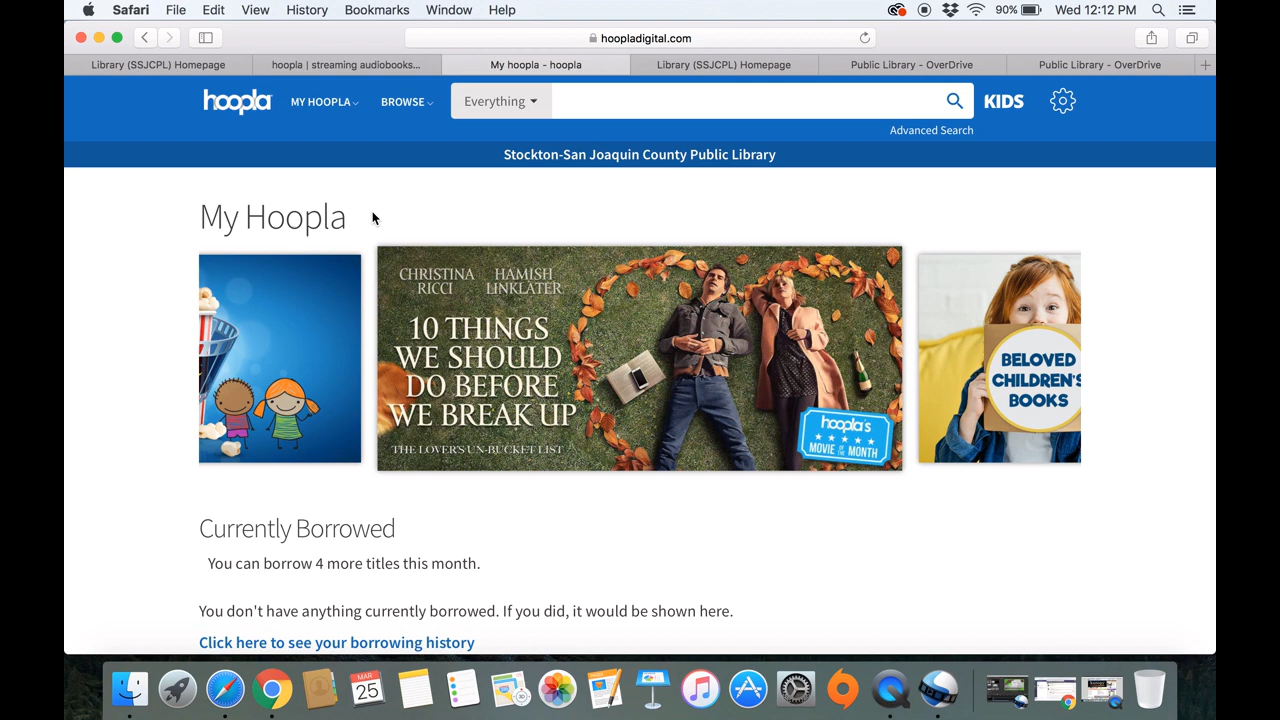 Safari File Edit View History Bookmarks Window Help 90% Wed 12:12 PM
hoopladigital.com
Library (SSJCPL) Homepage hoopla | streaming audiobooks... My hoopla - hoopla Library (SSJCPL) Homepage Public Library - OverDrive Public Library - OverDrive
hoopla MY HOOPLA BROWSE Everything KIDS
Advanced Search
Stockton-San Joaquin County Public Library
My Hoopla
CHRISTINA RICCI
HAMISH LINKLATER
10 THINGS
WE SHOULD
DO BEFORE
WE BREAK UP
THE LOVER'S UN-BUCKET LIST
hoopla's
MOVIE OF THE MONTH
BELOVED
CHILDREN'S
BOOKS
Currently Borrowed
You can borrow 4 more titles this month.
You don't have anything currently borrowed. If you did, it would be shown here.
Click here to see your borrowing history
MAR
25